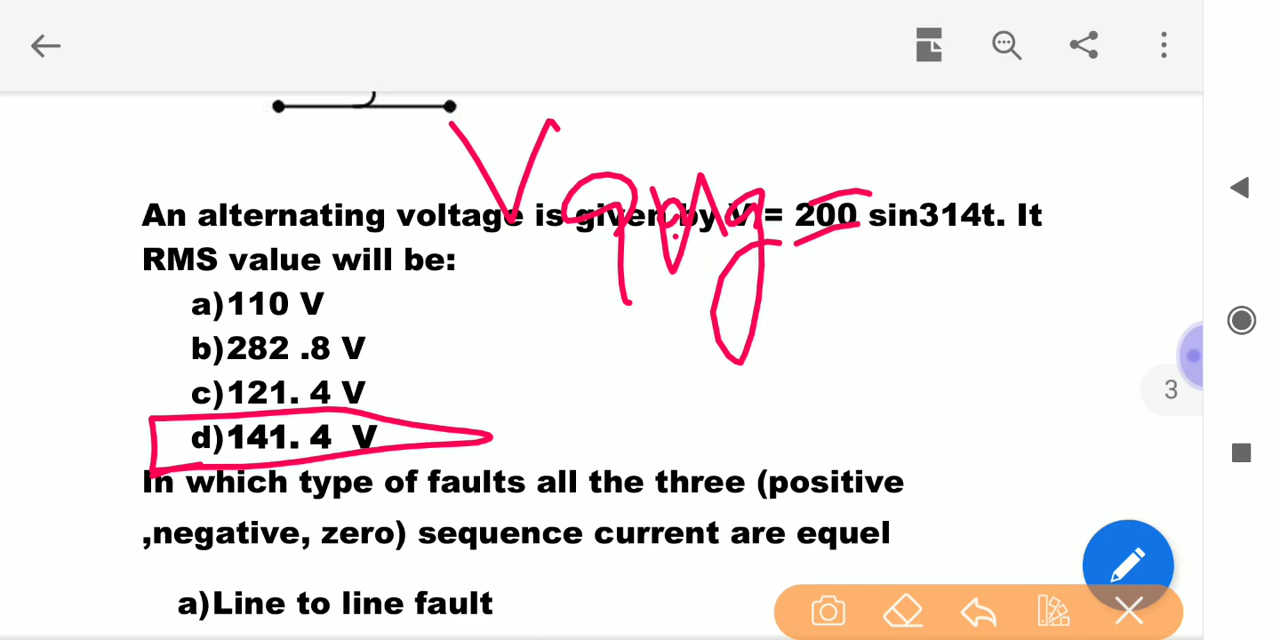 An alternating voltage is given by V = 200 sin314t. It
RMS value will be:
a)110 V
b)282 .8 V
c)121. 4 V
d)141. 4 V
In which type of faults all the three (positive
,negative, zero) sequence current are equel
a)Line to line fault
3